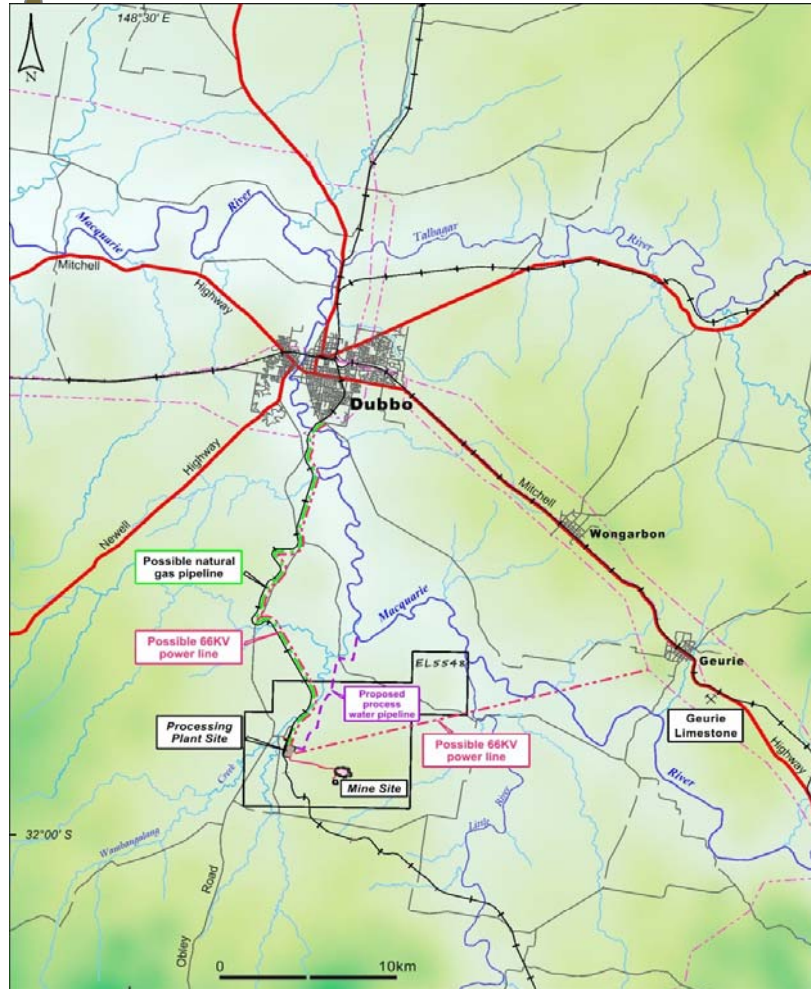 148°30' E
N
River
Macquarie
Talbagar
River
Mitchell
Highway
Dubbo
Highway
Newell
Mitchell
Wongarbon
Possible natural
gas pipeline
Macquarie
Possible 66KV
power line
EL5548
Geurie
Proposed
process
water pipeline
Processing
Plant Site
Geurie
Limestone
Possible 66KV
power line
Highway
Mine Site
River
Creek
Little
River
32°00' S
Wambangalang
Road
Obley
0
10km